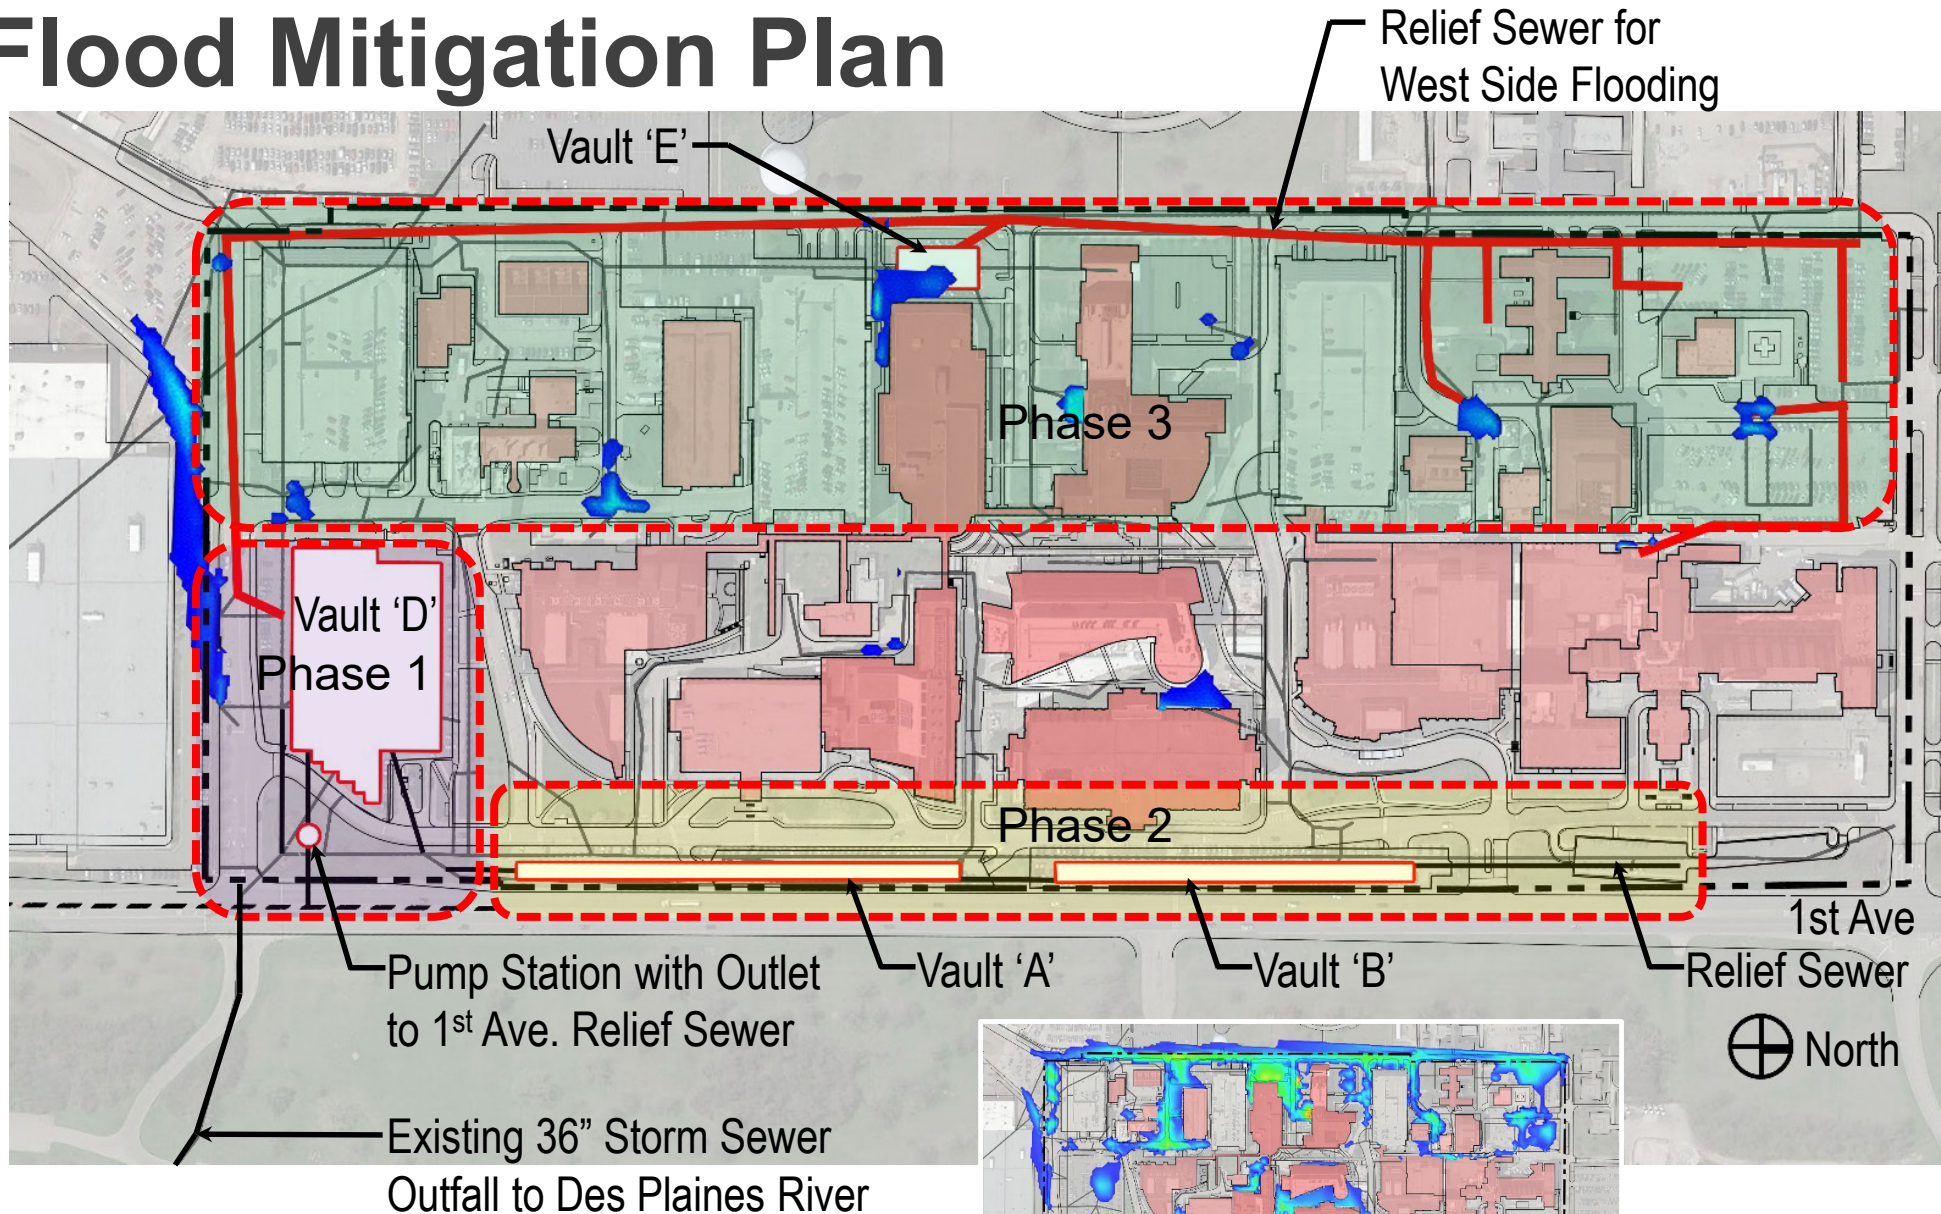 Flood Mitigation Plan
Relief Sewer for
West Side Flooding
Vault ‘E’
Phase 3
Vault ‘D’
Phase 1
Phase 2
1st Ave
Pump Station with Outlet
to 1st Ave. Relief Sewer
Vault ‘A’
Vault ‘B’
Relief Sewer
North
Existing 36” Storm Sewer
Outfall to Des Plaines River